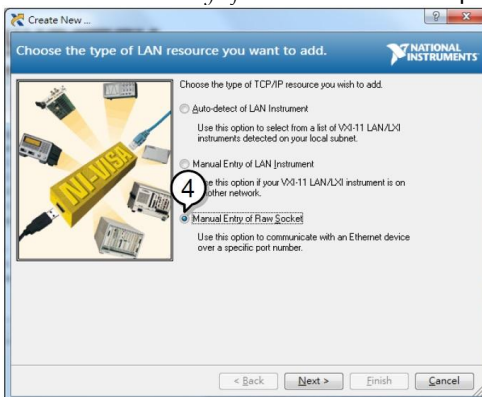 Create New ...
Choose the type of LAN resource you want to add.
NATIONAL
INSTRUMENTS
Choose the type of TCP/IP resource you wish to add.
Auto-detect of LAN Instrument
Use this option to select from a list of VXI-11 LAN/LXI
instruments detected on your local subnet.
Manual Entry of LAN Instrument
this option if your VXI-11 LAN/LXI instrument is on
other network.
4
Manual Entry of Raw Socket
Use this option to communicate with an Ethernet device
over a specific port number.
NI-VISA
< Back
Next >
Finish
Cancel